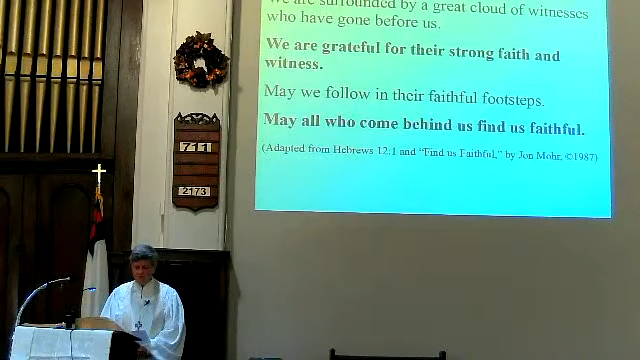 We are surrounded by a great cloud of witnesses
who have gone before us.
We are grateful for their strong faith and
witness.
May we follow in their faithful footsteps.
May all who come behind us find us faithful.
(Adapted from Hebrews 12:1 and “Find us Faithful,” by Jon Mohr, ©1987)
711
2173